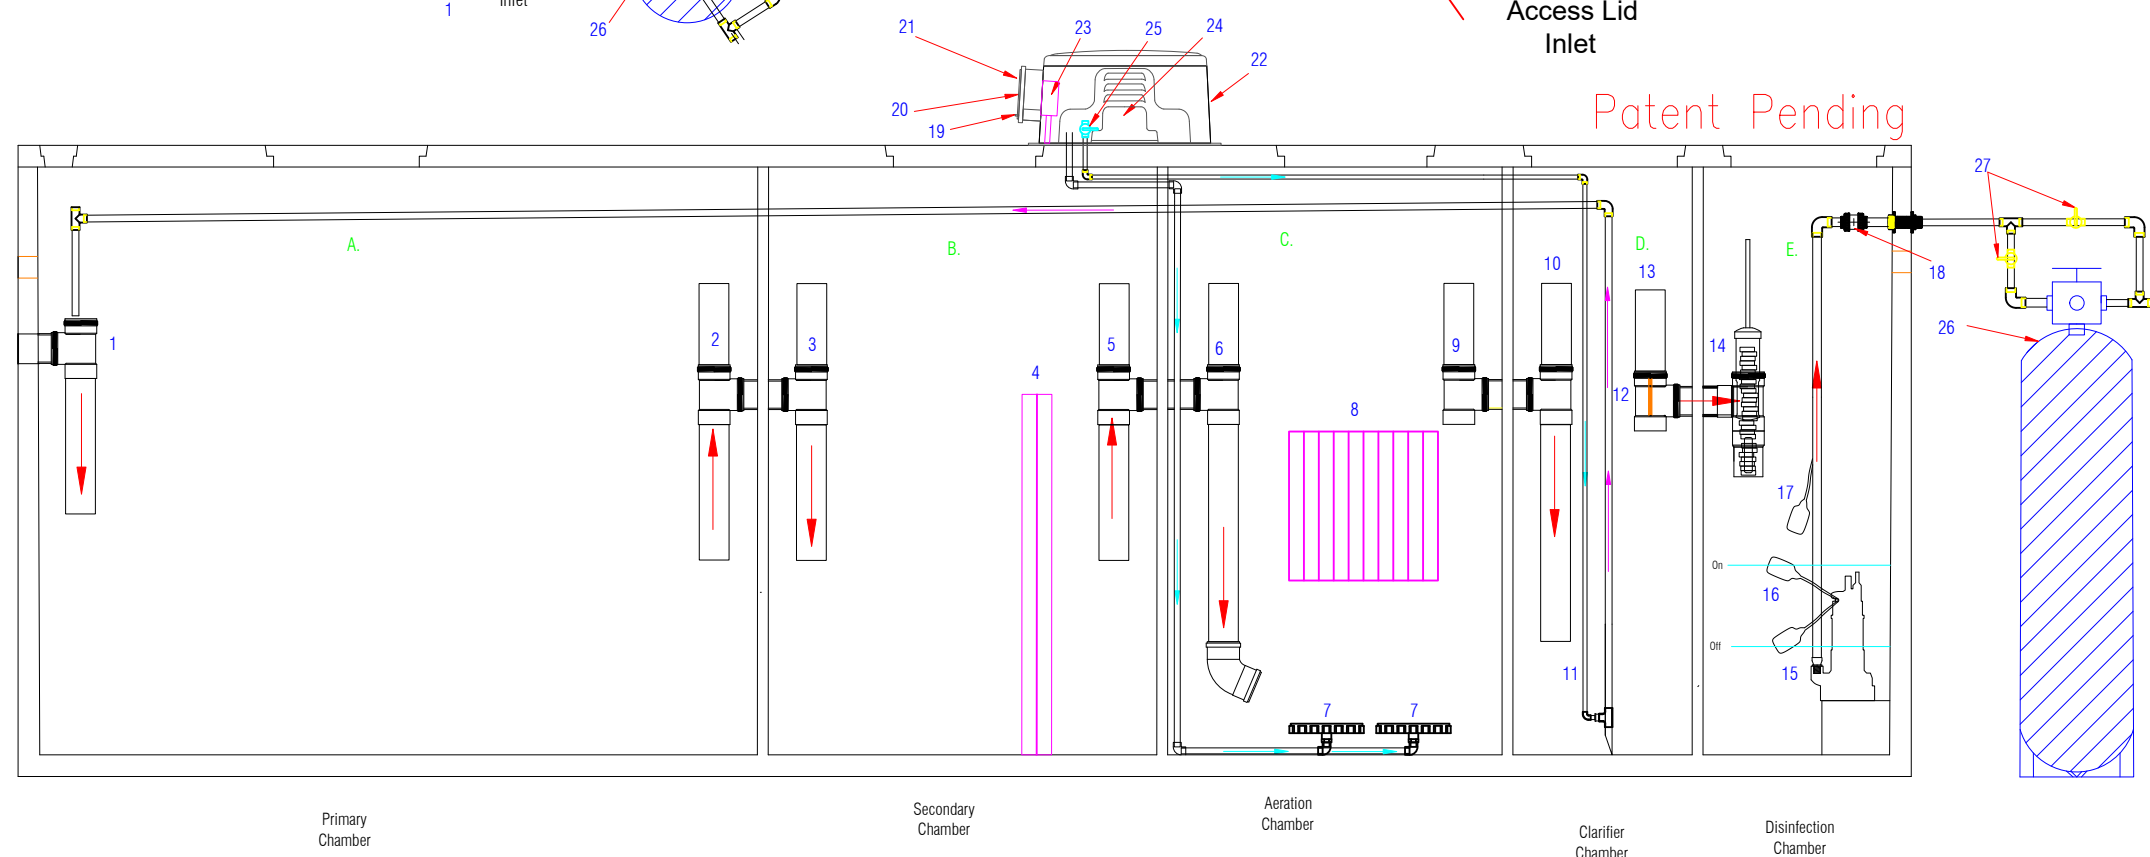 1
Inlet
26
Access Lid
Inlet
21
23
25
24
22
20
19
Patent Pending
27
A.
B.
C.
D.
E.
10
13
18
1
2
3
5
6
9
14
26
4
12
8
17
On
16
Off
11
15
7
7
Primary
Chamber
Secondary
Chamber
Aeration
Chamber
Clarifier
Chamber
Disinfection
Chamber